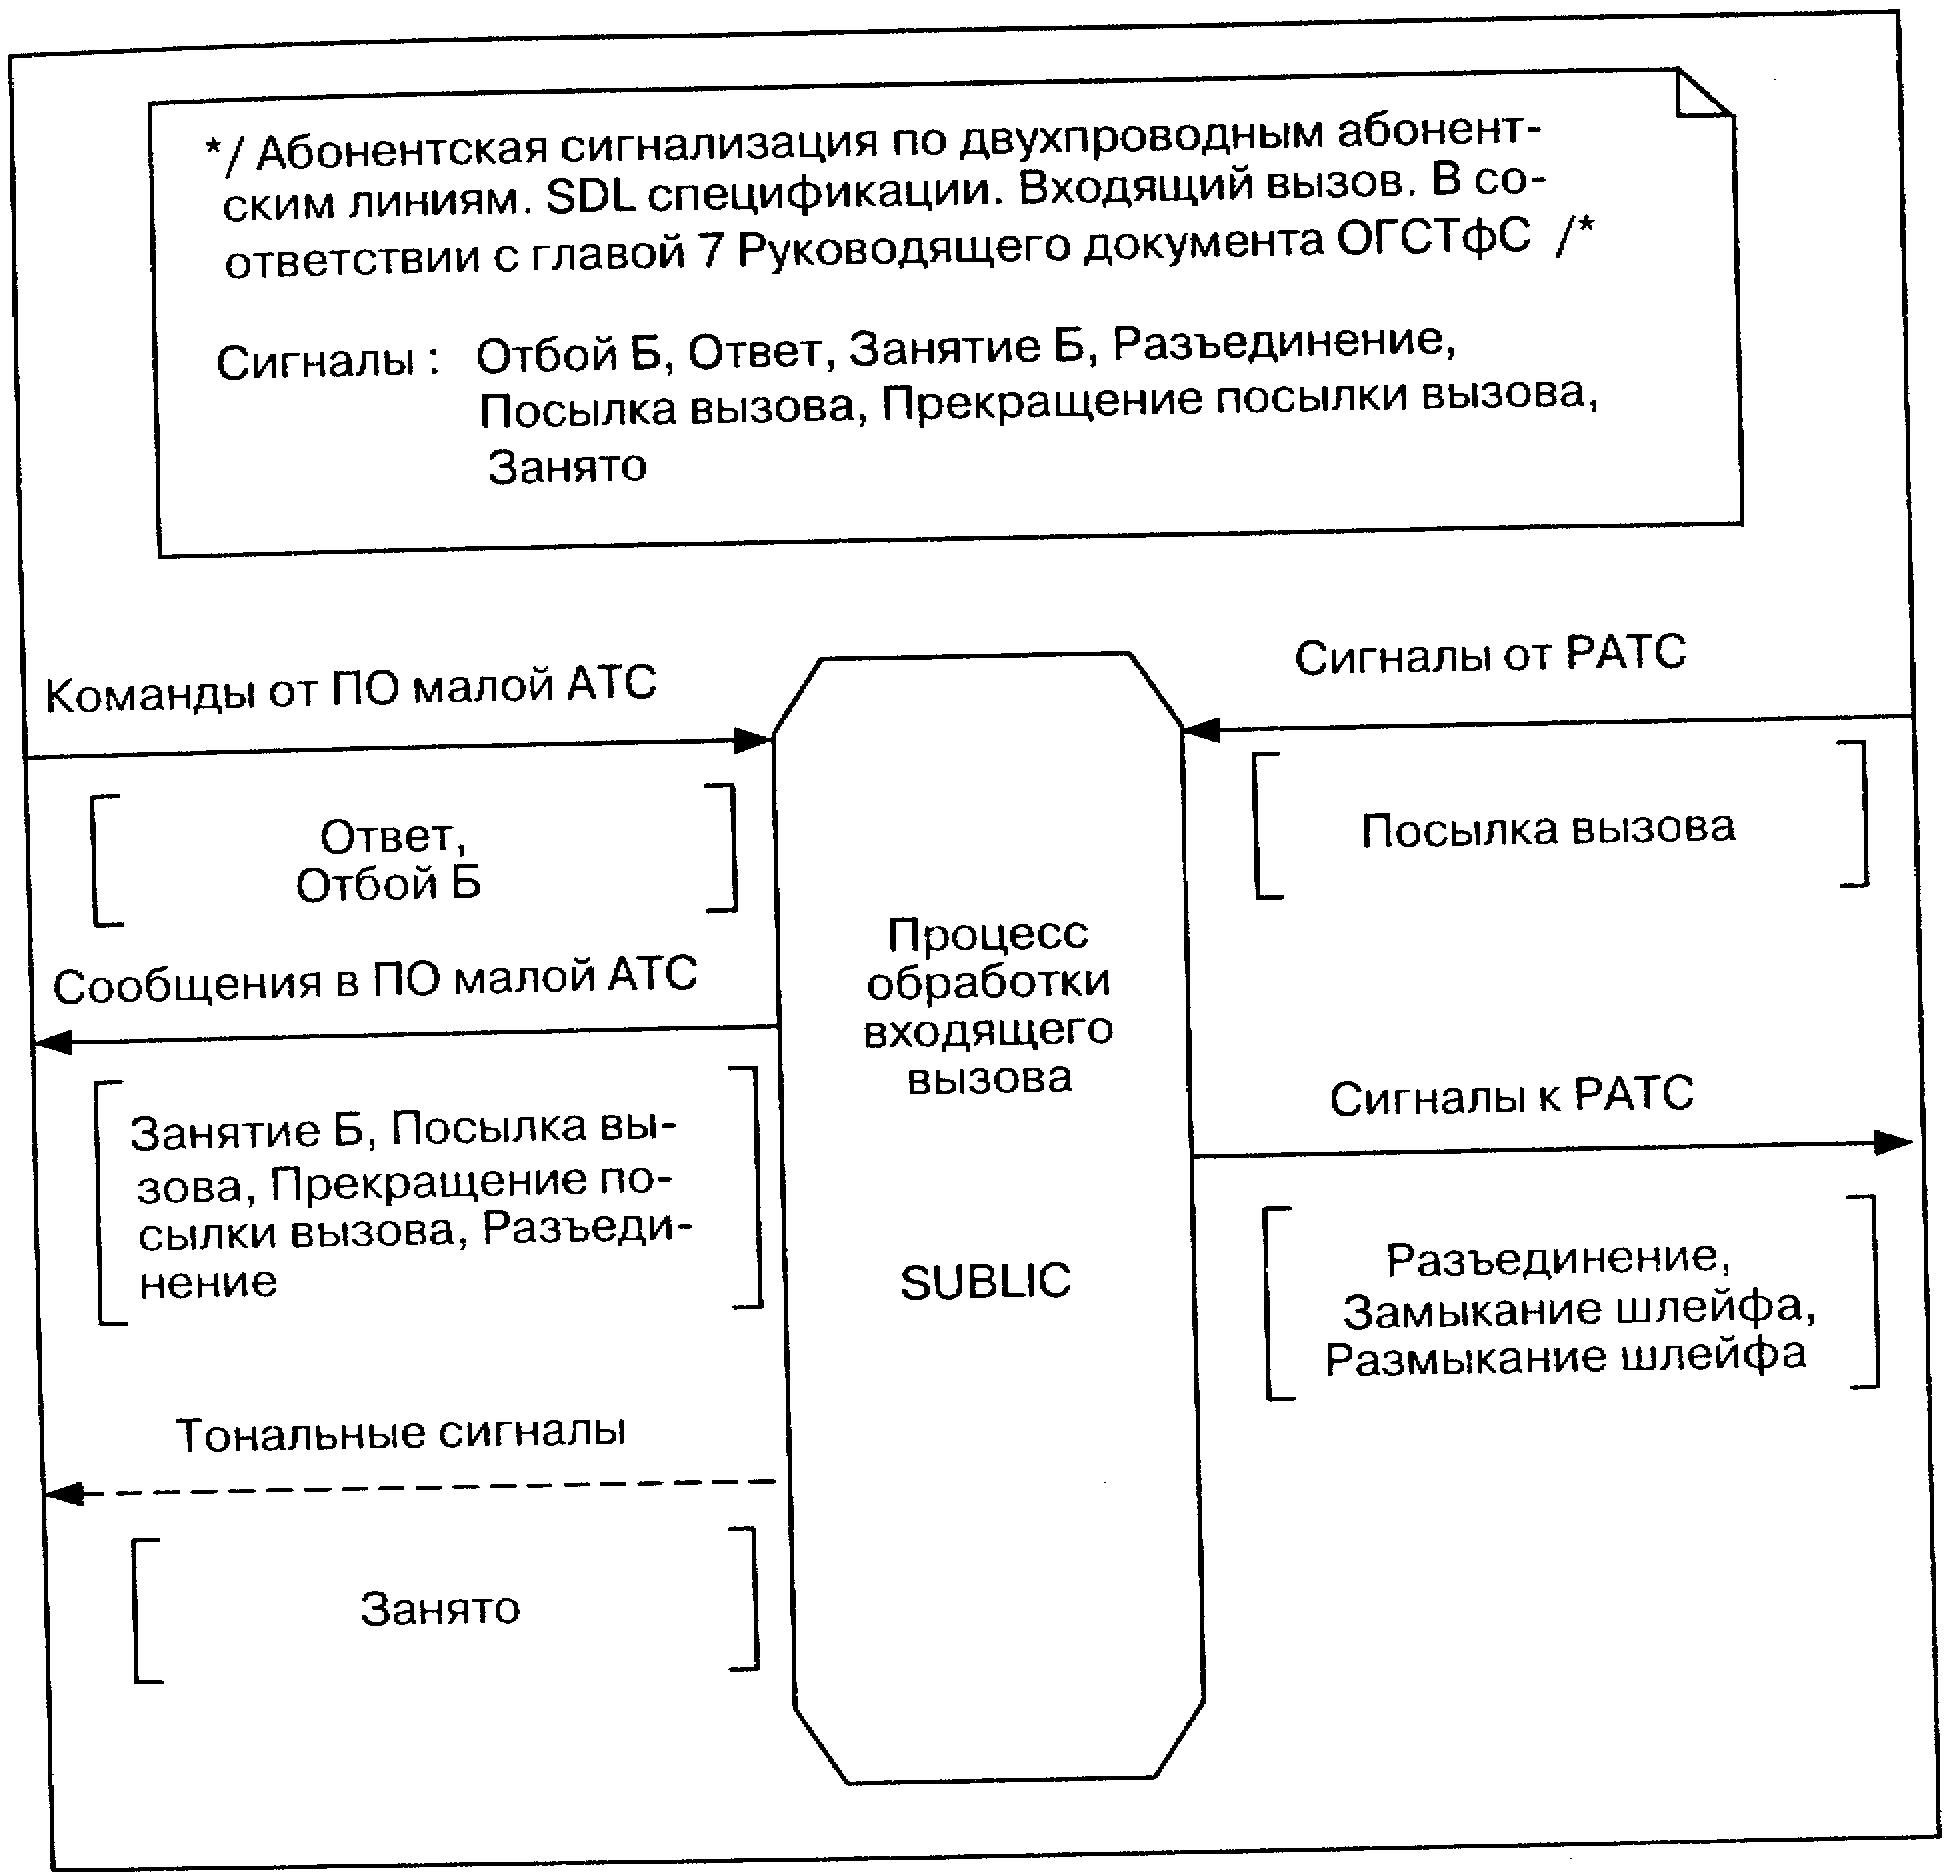 */ Абонентская сигнализация по двухпроводным абонент-
ским линиям. SDL спецификации. Входящий вызов. В со-
ответствии с главой 7 Руководящего документа ОГСТфС /*
Сигналы : Отбой Б, Ответ, Занятие Б, Разъединение,
Посылка вызова, Прекращение посылки вызова,
Занято
Команды от ПО малой АТС
Ответ,
Отбой Б
Сообщения в ПО малой АТС
Занятие Б, Посылка вы-
зова, Прекращение по-
сылки вызова, Разъеди-
нение
Тональные сигналы
Занято
Процесс
обработки
входящего
вызова
SUBLIC
Сигналы от РАТС
Посылка вызова
Сигналы к РАТС
Разъединение,
Замыкание шлейфа,
Размыкание шлейфа